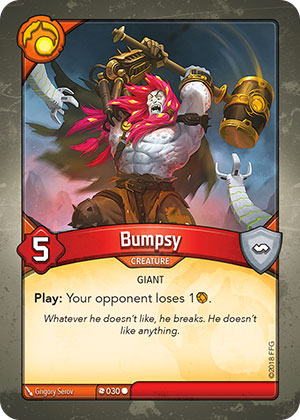 Bumpsy
CREATURE
5
GIANT
Play: Your opponent loses 1.
Whatever he doesn't like, he breaks. He doesn't
like anything.
Grigory Serov
030
©2018 FFG